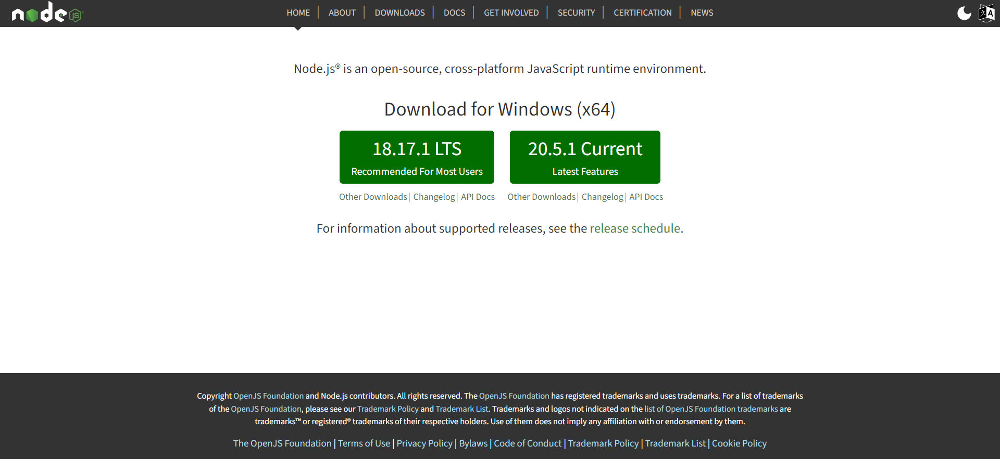 node JS®
HOME | ABOUT | DOWNLOADS | DOCS | GET INVOLVED | SECURITY | CERTIFICATION | NEWS
Node.js® is an open-source, cross-platform JavaScript runtime environment.
Download for Windows (x64)
18.17.1 LTS
Recommended For Most Users
20.5.1 Current
Latest Features
Other Downloads | Changelog | API Docs
Other Downloads | Changelog | API Docs
For information about supported releases, see the release schedule.
Copyright OpenJS Foundation and Node.js contributors. All rights reserved. The OpenJS Foundation has registered trademarks and uses trademarks. For a list of trademarks
of the OpenJS Foundation, please see our Trademark Policy and Trademark List. Trademarks and logos not indicated on the list of OpenJS Foundation trademarks are
trademarks™ or registered® trademarks of their respective holders. Use of them does not imply any affiliation with or endorsement by them.
The OpenJS Foundation | Terms of Use | Privacy Policy | Bylaws | Code of Conduct | Trademark Policy | Trademark List | Cookie Policy